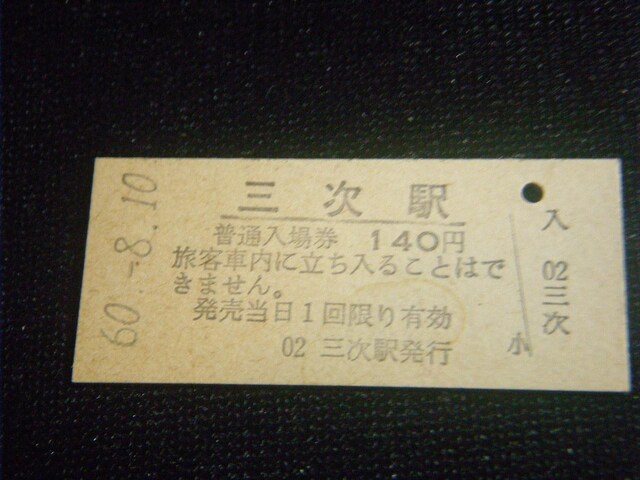 三次駅
普通入場券 140円
旅客車内に立ち入ることはで
きません。
発売当日1回限り有効
02 三次駅発行
60.-8.10
入
02三次
小